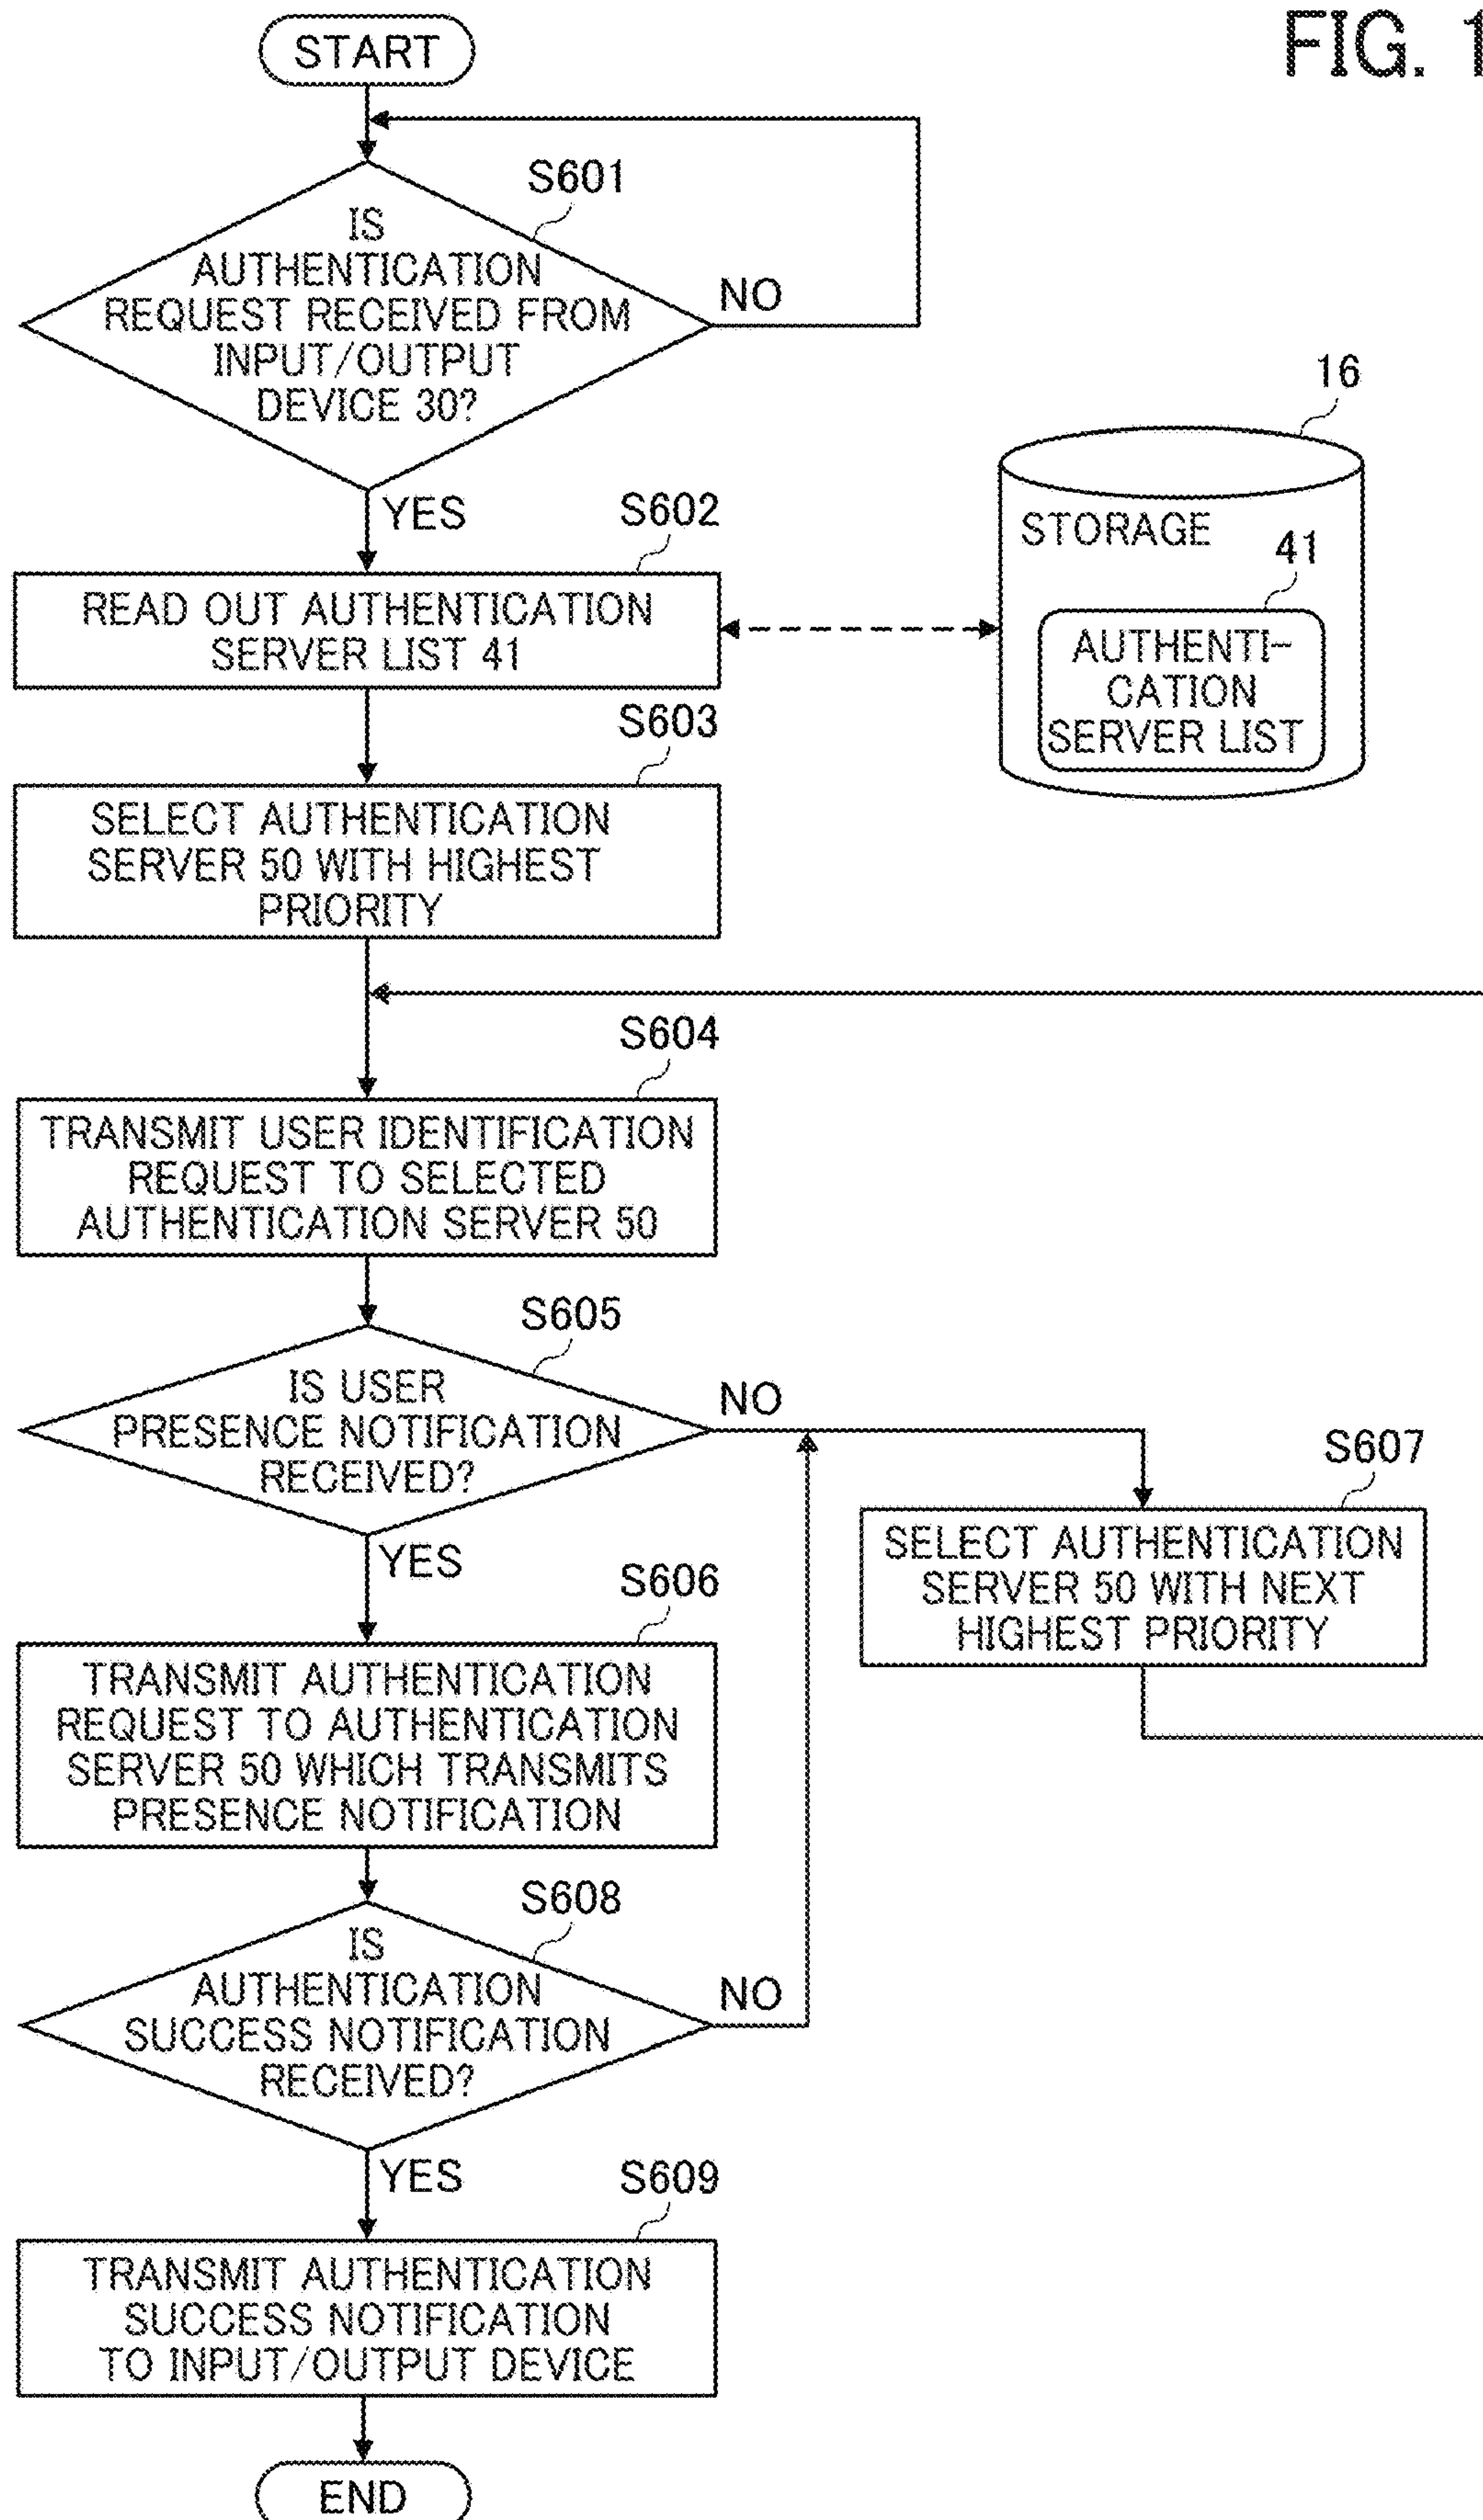 FIG. 1
START
S601
IS
AUTHENTICATION
REQUEST RECEIVED FROM
INPUT/OUTPUT
DEVICE 30?
NO
YES
16
STORAGE
41
AUTHENTI-
CATION
SERVER LIST
S602
READ OUT AUTHENTICATION
SERVER LIST 41
S603
SELECT AUTHENTICATION
SERVER 50 WITH HIGHEST
PRIORITY
S604
TRANSMIT USER IDENTIFICATION
REQUEST TO SELECTED
AUTHENTICATION SERVER 50
S605
IS USER
PRESENCE NOTIFICATION
RECEIVED?
NO
YES
S607
SELECT AUTHENTICATION
SERVER 50 WITH NEXT
HIGHEST PRIORITY
S606
TRANSMIT AUTHENTICATION
REQUEST TO AUTHENTICATION
SERVER 50 WHICH TRANSMITS
PRESENCE NOTIFICATION
S608
IS
AUTHENTICATION
SUCCESS NOTIFICATION
RECEIVED?
NO
YES
S609
TRANSMIT AUTHENTICATION
SUCCESS NOTIFICATION
TO INPUT/OUTPUT DEVICE
END